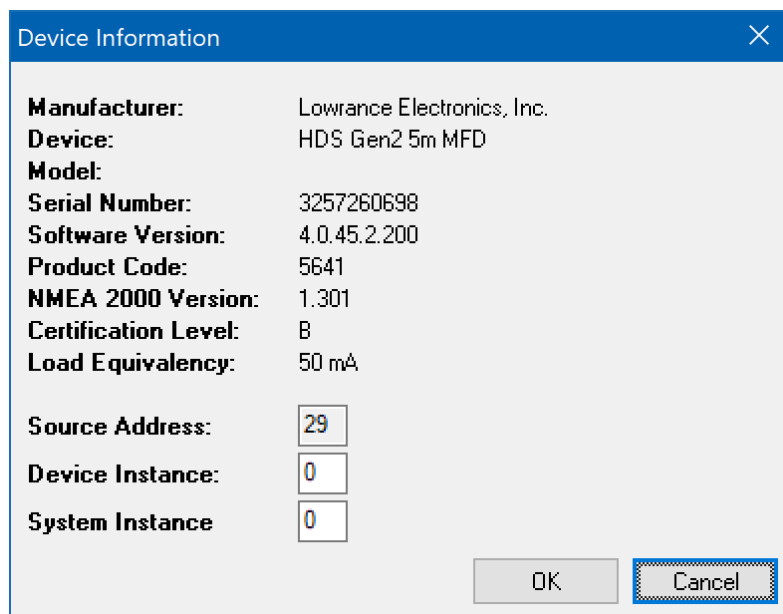 Device Information
Manufacturer: Lowrance Electronics, Inc.
Device: HDS Gen2 5m MFD
Model:
Serial Number: 3257260698
Software Version: 4.0.45.2.200
Product Code: 5641
NMEA 2000 Version: 1.301
Certification Level: B
Load Equivalency: 50 mA
Source Address: 29
Device Instance: 0
System Instance 0
OK Cancel